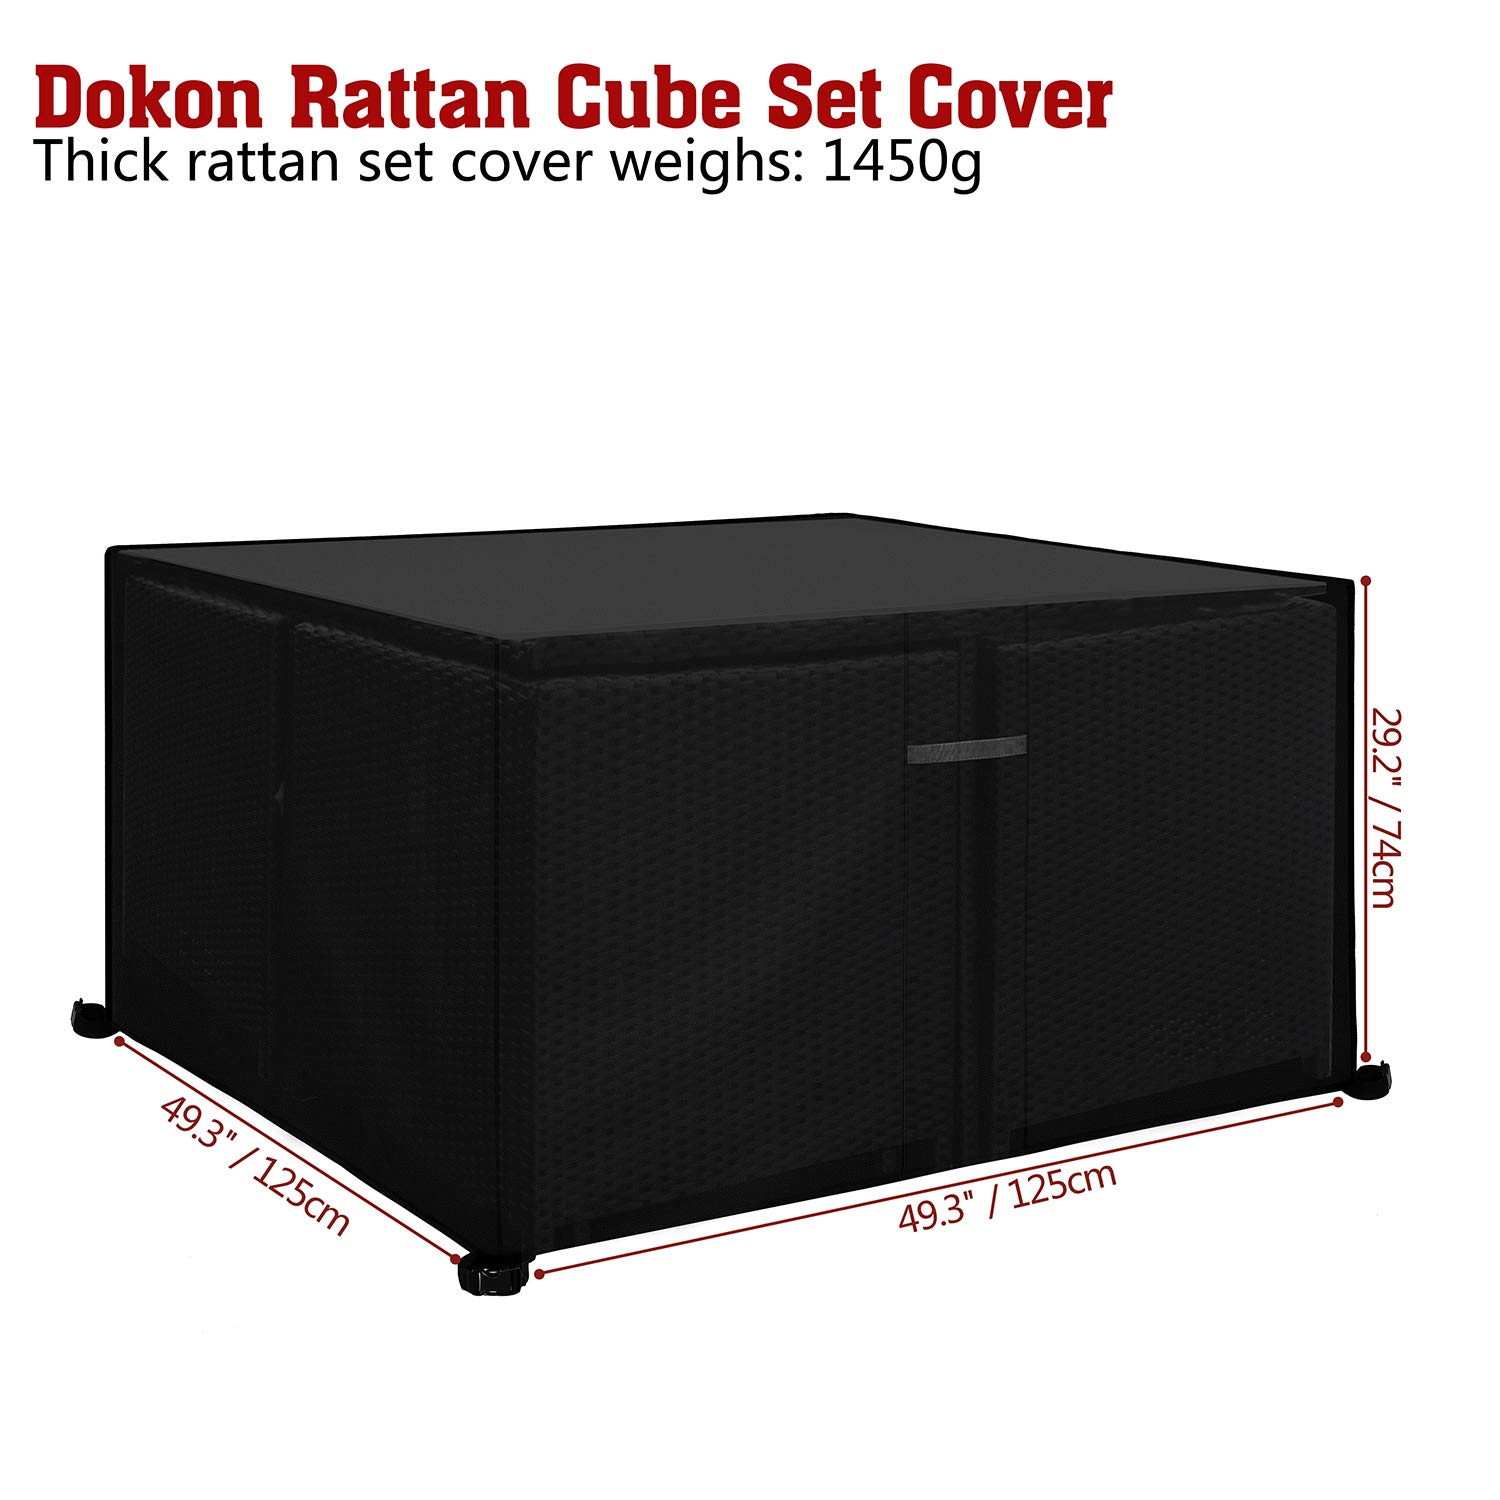 Dokon Rattan Cube Set Cover
Thick rattan set cover weighs: 1450g
29.2" / 74cm
49.3" / 125cm
49.3" / 125cm